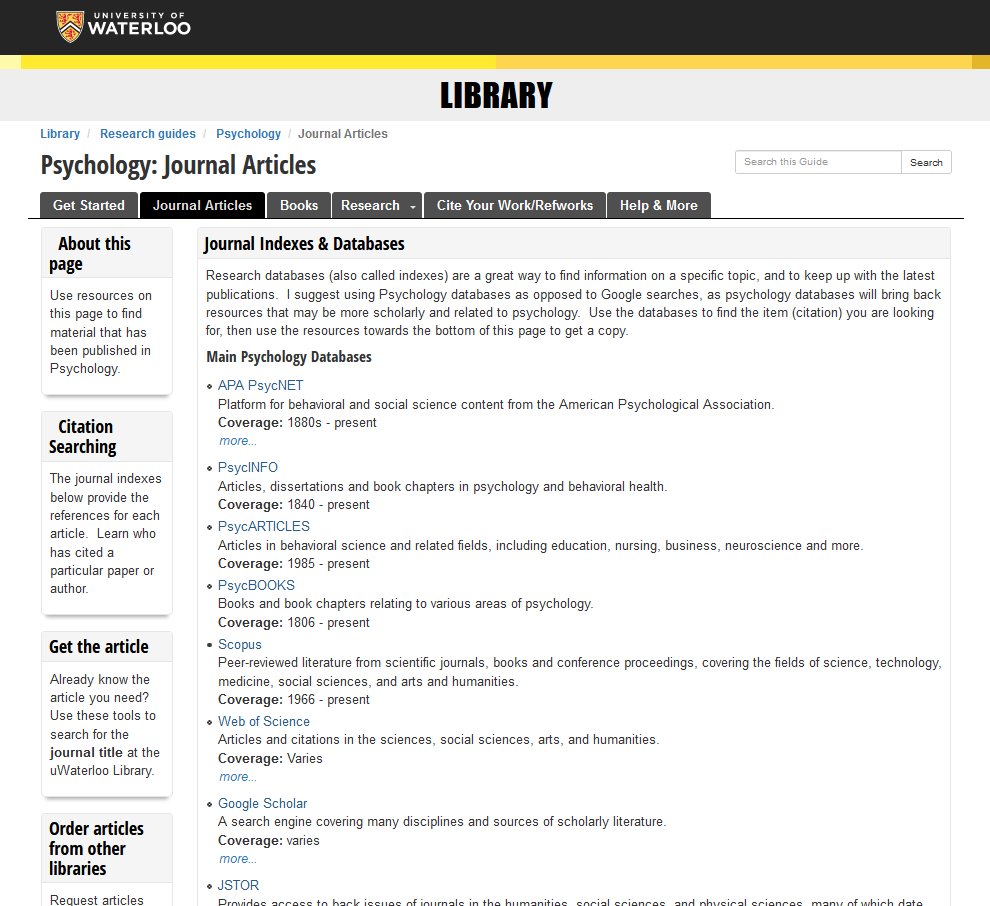 UNIVERSITY OF
WATERLOO
LIBRARY
Library / Research guides / Psychology / Journal Articles
Psychology: Journal Articles
Search this Guide
Search
Get Started
Journal Articles
Books
Research
Cite Your Work/Refworks
Help & More
About this
page
Use resources on
this page to find
material that has
been published in
Psychology.
Citation
Searching
The journal indexes
below provide the
references for each
article.  Learn who
has cited a
particular paper or
author.
Get the article
Already know the
article you need?
Use these tools to
search for the
journal title at the
uWaterloo Library.
Order articles
from other
libraries
Request articles
Journal Indexes & Databases
Research databases (also called indexes) are a great way to find information on a specific topic, and to keep up with the latest
publications.  I suggest using Psychology databases as opposed to Google searches, as psychology databases will bring back
resources that may be more scholarly and related to psychology.  Use the databases to find the item (citation) you are looking
for, then use the resources towards the bottom of this page to get a copy.
Main Psychology Databases
APA PsycNET
Platform for behavioral and social science content from the American Psychological Association.
Coverage: 1880s - present
more...
PsycINFO
Articles, dissertations and book chapters in psychology and behavioral health.
Coverage: 1840 - present
PsycARTICLES
Articles in behavioral science and related fields, including education, nursing, business, neuroscience and more.
Coverage: 1985 - present
PsycBOOKS
Books and book chapters relating to various areas of psychology.
Coverage: 1806 - present
Scopus
Peer-reviewed literature from scientific journals, books and conference proceedings, covering the fields of science, technology,
medicine, social sciences, and arts and humanities.
Coverage: 1966 - present
Web of Science
Articles and citations in the sciences, social sciences, arts, and humanities.
Coverage: Varies
more...
Google Scholar
A search engine covering many disciplines and sources of scholarly literature.
Coverage: varies
more...
JSTOR
Provides access to back issues of journals in the humanities, social sciences, and physical sciences, many of which date